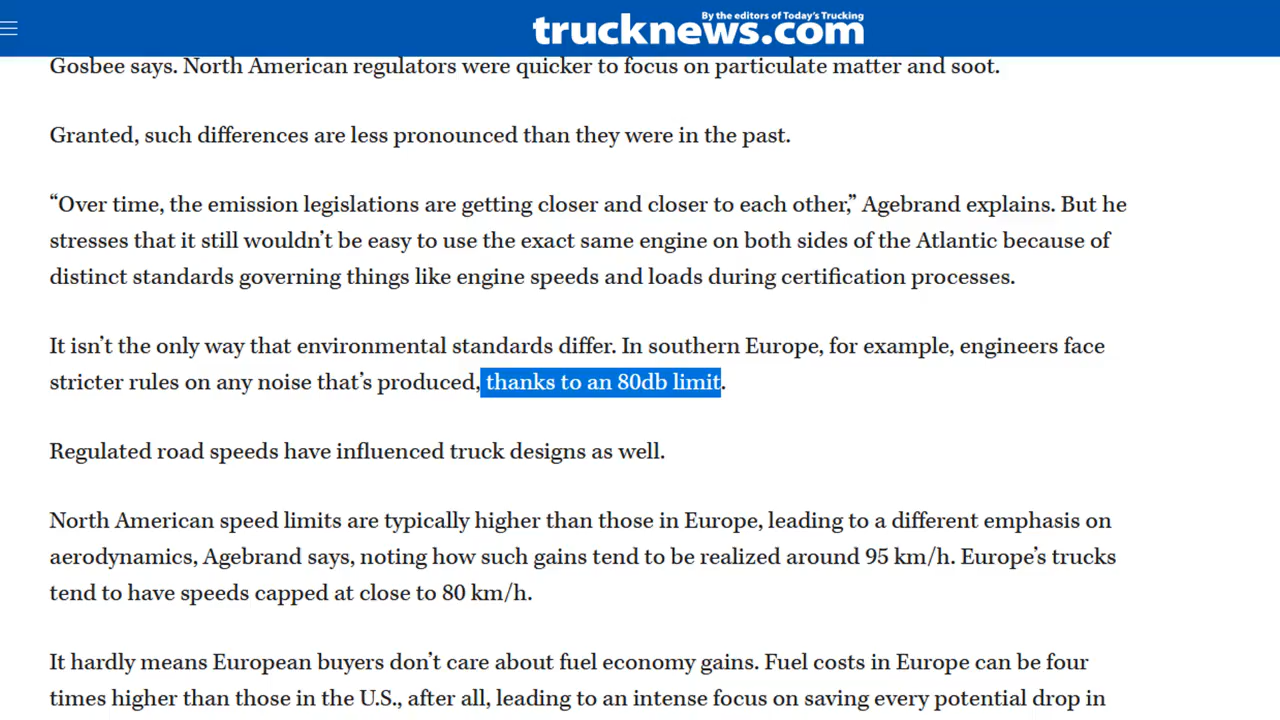 By the editors of Today's Trucking
trucknews.com
Gosbee says. North American regulators were quicker to focus on particulate matter and soot.
Granted, such differences are less pronounced than they were in the past.
“Over time, the emission legislations are getting closer and closer to each other,” Agebrand explains. But he
stresses that it still wouldn’t be easy to use the exact same engine on both sides of the Atlantic because of
distinct standards governing things like engine speeds and loads during certification processes.
It isn’t the only way that environmental standards differ. In southern Europe, for example, engineers face
stricter rules on any noise that’s produced, thanks to an 80db limit.
Regulated road speeds have influenced truck designs as well.
North American speed limits are typically higher than those in Europe, leading to a different emphasis on
aerodynamics, Agebrand says, noting how such gains tend to be realized around 95 km/h. Europe’s trucks
tend to have speeds capped at close to 80 km/h.
It hardly means European buyers don’t care about fuel economy gains. Fuel costs in Europe can be four
times higher than those in the U.S., after all, leading to an intense focus on saving every potential drop in